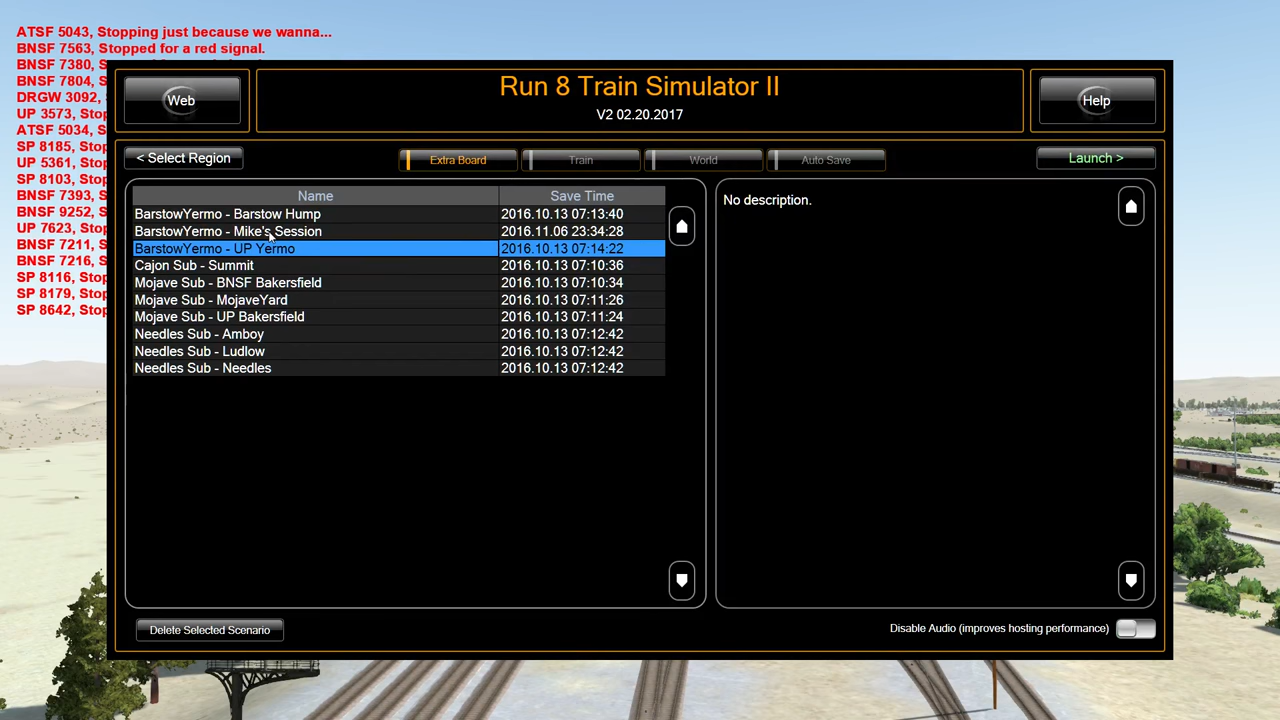 ATSF 5043, Stopping just because we wanna...
BNSF 7563, Stopped for a red signal.
BNSF 7380,
BNSF 7804,
DRGW 3092,
UP 3573, Stop
ATSF 5034, S
SP 8185, Stop
UP 5361, Stop
SP 8103, Stop
BNSF 7393, S
BNSF 9252, S
UP 7623, Stop
BNSF 7211, S
BNSF 7216, S
SP 8116, Stop
SP 8179, Stop
SP 8642, Stop
Web
Run 8 Train Simulator II
V2 02.20.2017
Help
< Select Region
Extra Board
Train
World
Auto Save
Launch >
Name Save Time
BarstowYermo - Barstow Hump 2016.10.13 07:13:40
BarstowYermo - Mike's Session 2016.11.06 23:34:28
BarstowYermo - UP Yermo 2016.10.13 07:14:22
Cajon Sub - Summit 2016.10.13 07:10:36
Mojave Sub - BNSF Bakersfield 2016.10.13 07:10:34
Mojave Sub - MojaveYard 2016.10.13 07:11:26
Mojave Sub - UP Bakersfield 2016.10.13 07:11:24
Needles Sub - Amboy 2016.10.13 07:12:42
Needles Sub - Ludlow 2016.10.13 07:12:42
Needles Sub - Needles 2016.10.13 07:12:42
No description.
Delete Selected Scenario
Disable Audio (improves hosting performance)